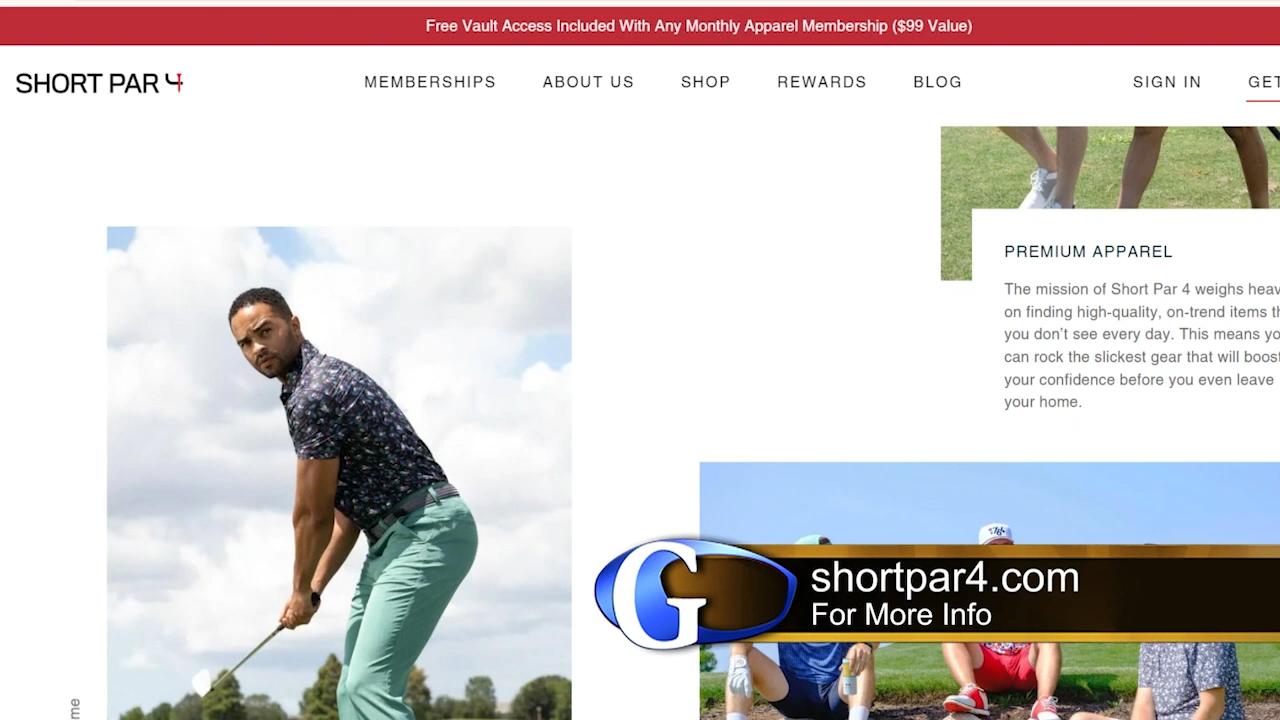 Free Vault Access Included With Any Monthly Apparel Membership ($99 Value)
SHORT PAR 4
MEMBERSHIPS
ABOUT US
SHOP
REWARDS
BLOG
SIGN IN
GET
PREMIUM APPAREL
The mission of Short Par 4 weighs
on finding high-quality, on-trend items
you don't see every day. This means
can rock the slickest gear that will boost
your confidence before you even leave
your home.
G
shortpar4.com
For More Info
me